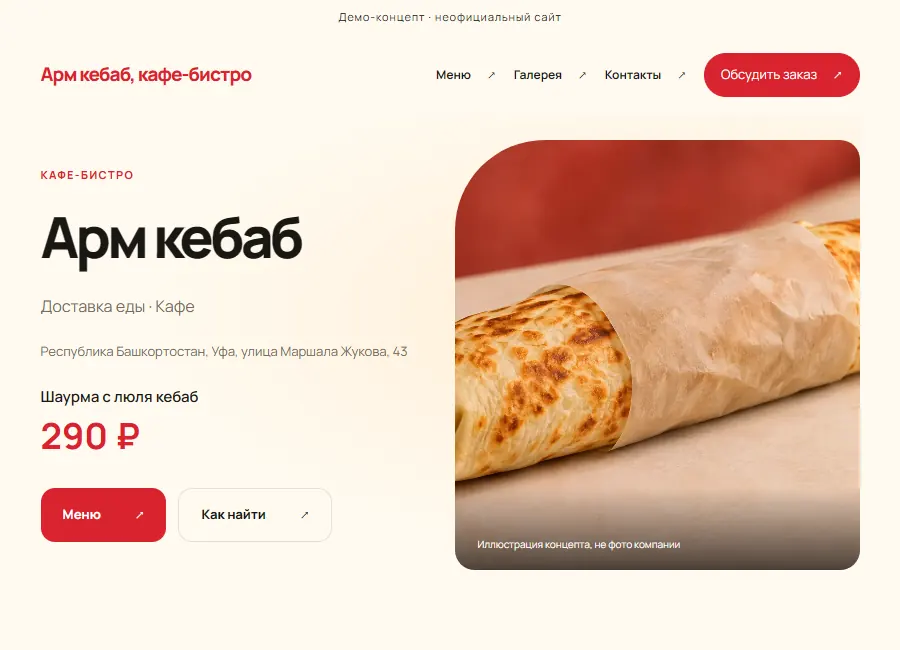 Демо-концепт · неофициальный сайт
Арм кебаб, кафе-бистро
Меню ↗ Галерея ↗ Контакты ↗ Обсудить заказ ↗
КАФЕ-БИСТРО
Арм кебаб
Доставка еды · Кафе
Республика Башкортостан, Уфа, улица Маршала Жукова, 43
Шаурма с люля кебаб
290 ₽
Меню ↗ Как найти ↗
Иллюстрация концепта, не фото компании